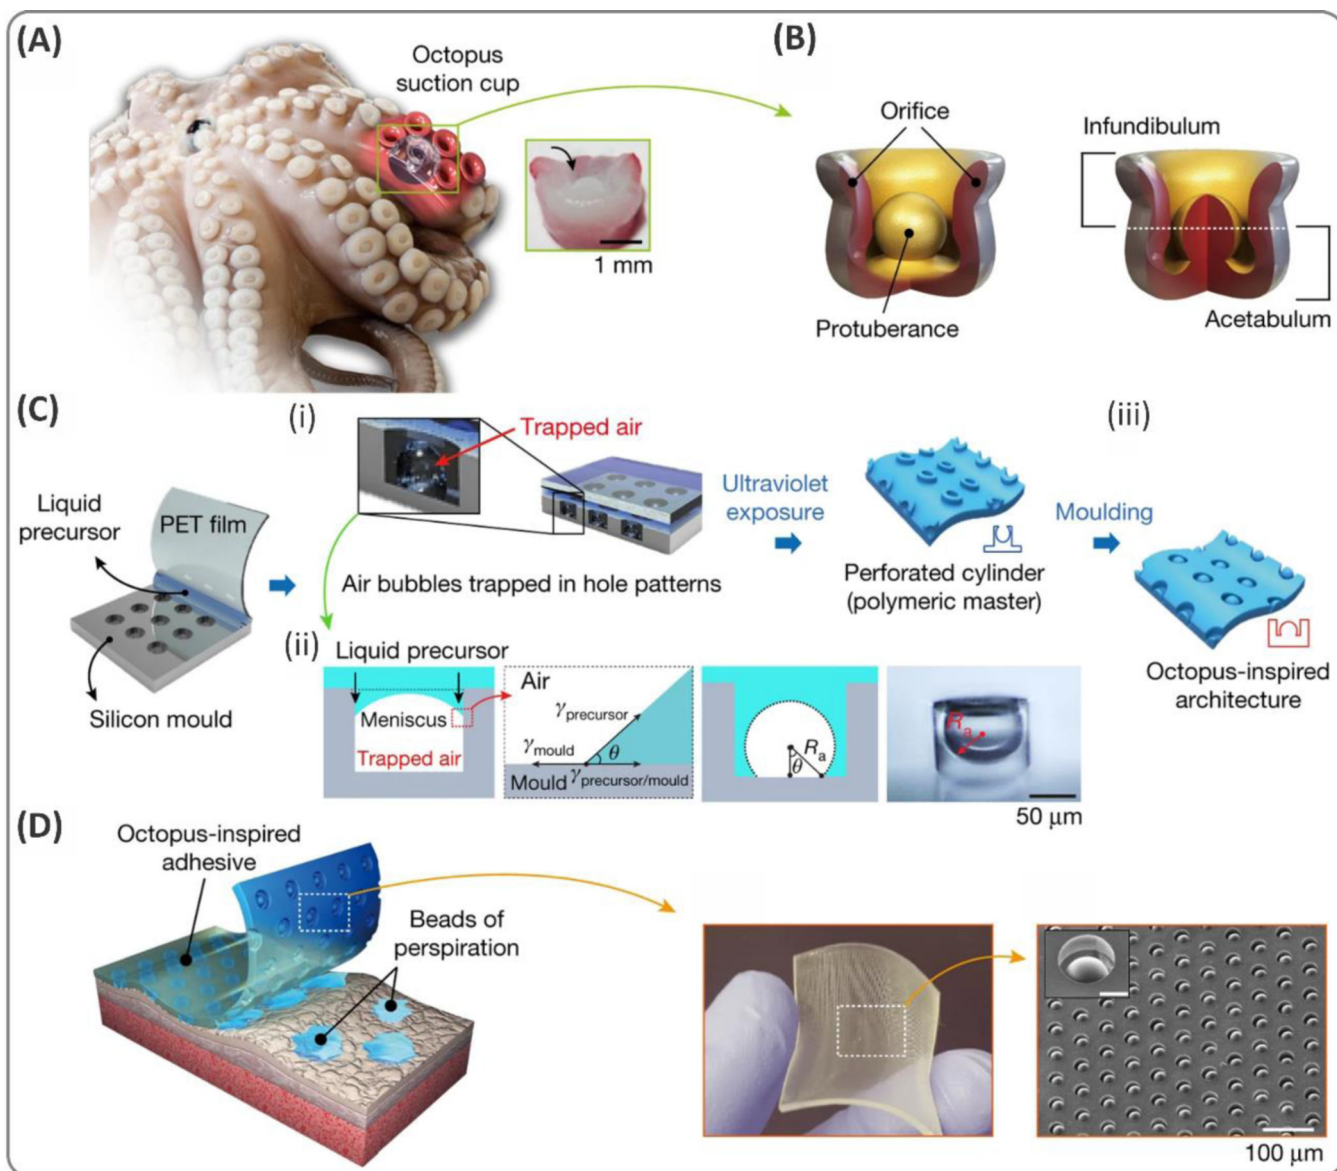 (A)
Octopus
suction cup
1 mm
(B)
Orifice
Infundibulum
Protuberance
Acetabulum
(C)
(i)
Trapped air
(iii)
Liquid
precursor
PET film
Ultraviolet
exposure
Moulding
Air bubbles trapped in hole patterns
Perforated cylinder
(polymeric master)
Silicon mould
(ii)
Liquid precursor
Meniscus
Trapped air
Air
γprecursor
γmould
θ
Mould
γprecursor/mould
Ra
θ
Ra
50 μm
Octopus-inspired
architecture
(D)
Octopus-inspired
adhesive
Beads of
perspiration
100 μm